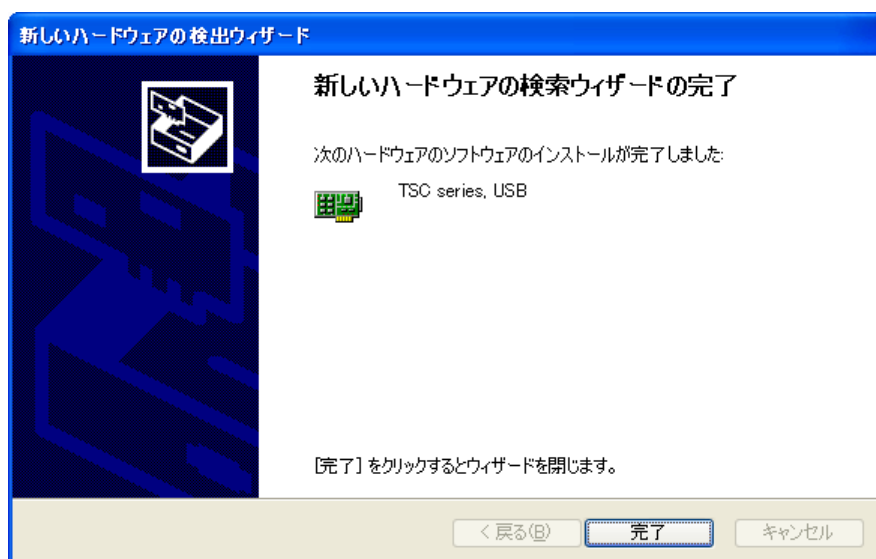 新しいハードウェアの検出ウィザード
新しいハードウェアの検索ウィザードの完了
次のハードウェアのソフトウェアのインストールが完了しました:
TSC series, USB
[完了] をクリックするとウィザードを閉じます。
< 戻る(B)
完了
キャンセル